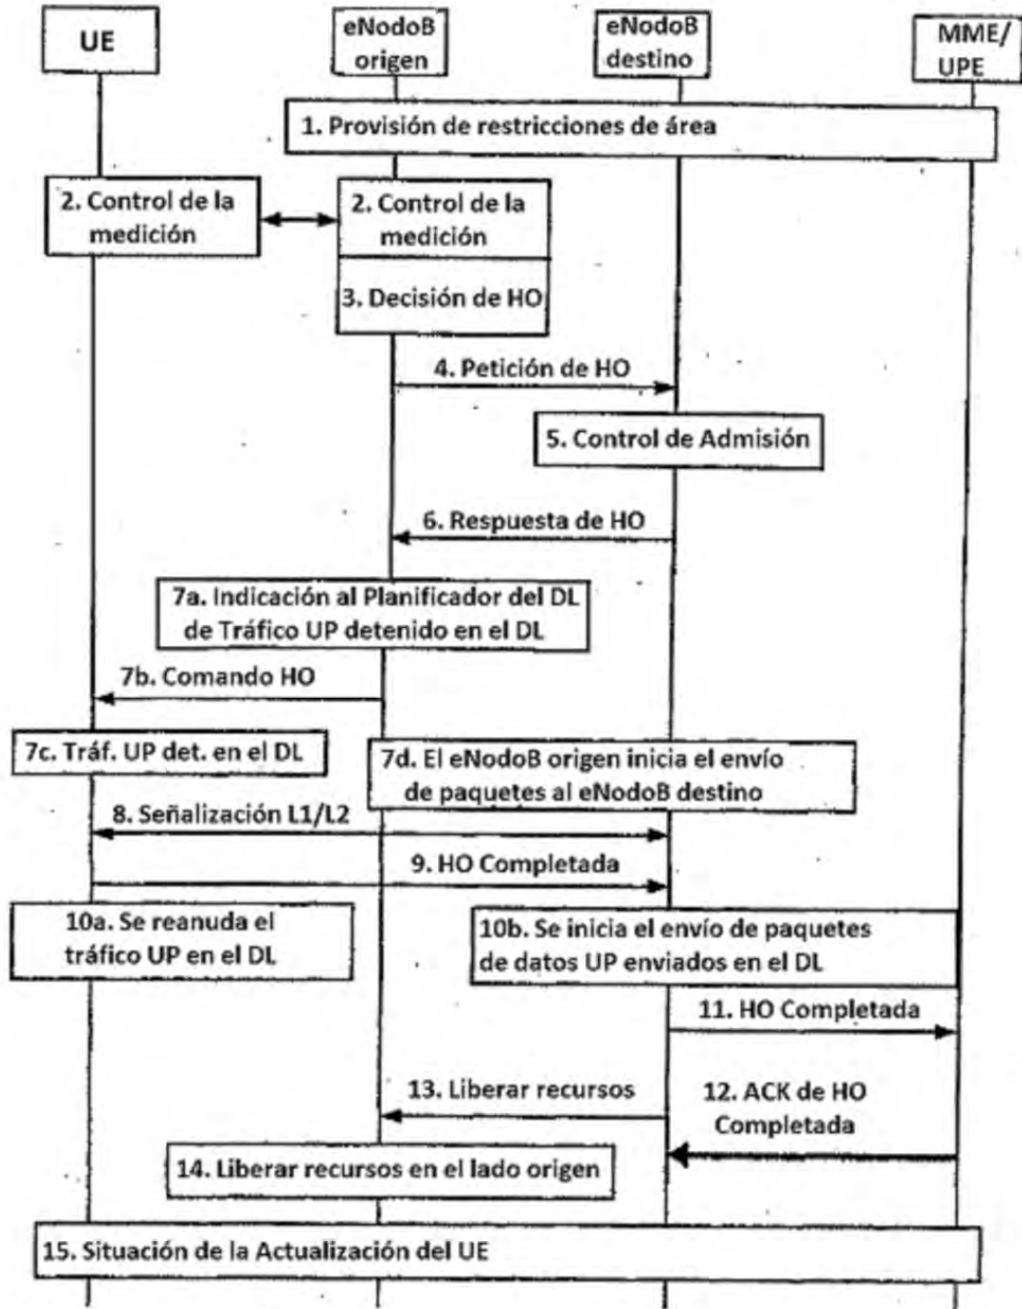 UE
eNodoB
origen
eNodoB
destino
MME/
UPE
1. Provisión de restricciones de área
2. Control de la
medición
2. Control de la
medición
3. Decisión de HO
4. Petición de HO
5. Control de Admisión
6. Respuesta de HO
7a. Indicación al Planificador del DL
de Tráfico UP detenido en el DL
7b. Comando HO
7c. Tráf. UP det. en el DL
7d. El eNodoB origen inicia el envío
de paquetes al eNodoB destino
8. Señalización L1/L2
9. HO Completada
10a. Se reanuda el
tráfico UP en el DL
10b. Se inicia el envío de paquetes
de datos UP enviados en el DL
11. HO Completada
13. Liberar recursos
12. ACK de HO
Completada
14. Liberar recursos en el lado origen
15. Situación de la Actualización del UE